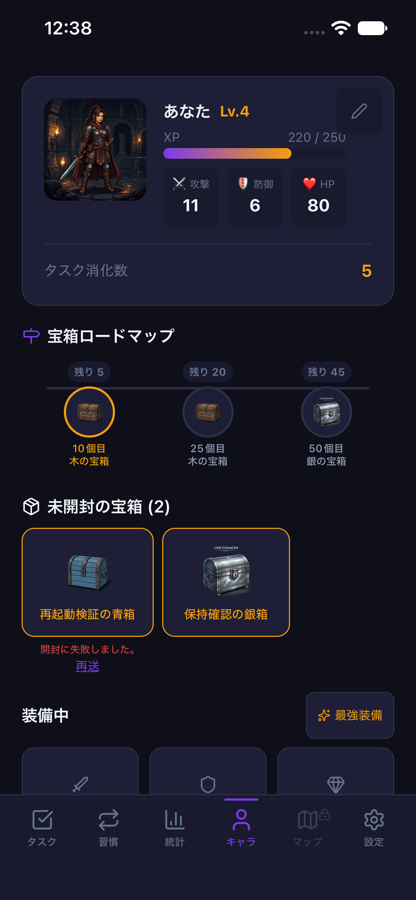 12:38
あなた Lv.4
XP 220 / 250
攻撃 防御 HP
11 6 80
タスク消化数 5
宝箱ロードマップ
残り 5 残り 20 残り 45
10個目 25個目 50個目
木の宝箱 木の宝箱 銀の宝箱
未開封の宝箱 (2)
再起動検証の青箱 保持確認の銀箱
開封に失敗しました。
再送
装備中 最強装備
タスク 習慣 統計 キャラ マップ 設定